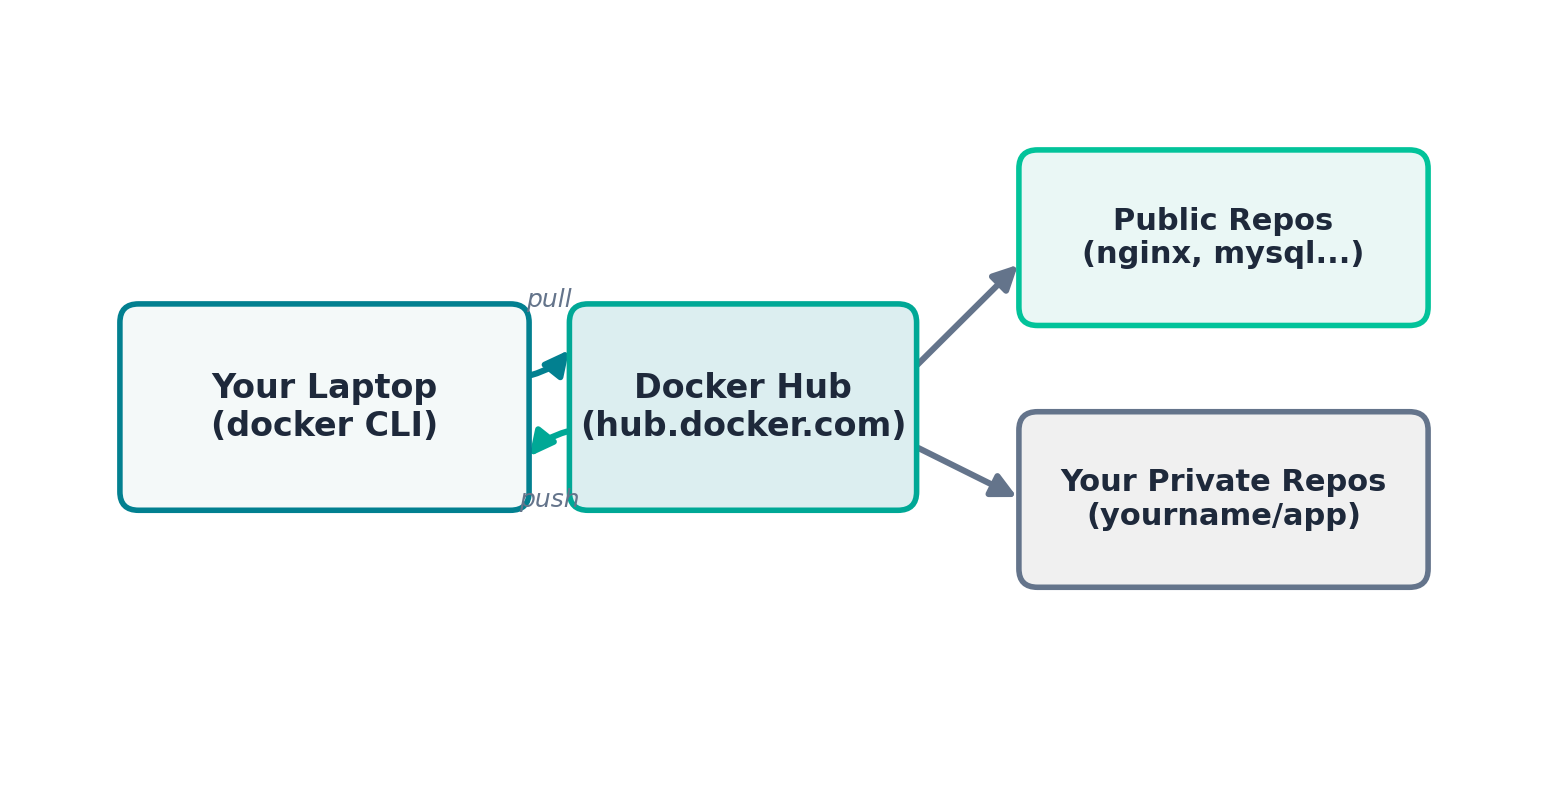 pull
Your Laptop
(docker CLI)
push
Docker Hub
(hub.docker.com)
Public Repos
(nginx, mysql...)
Your Private Repos
(yourname/app)